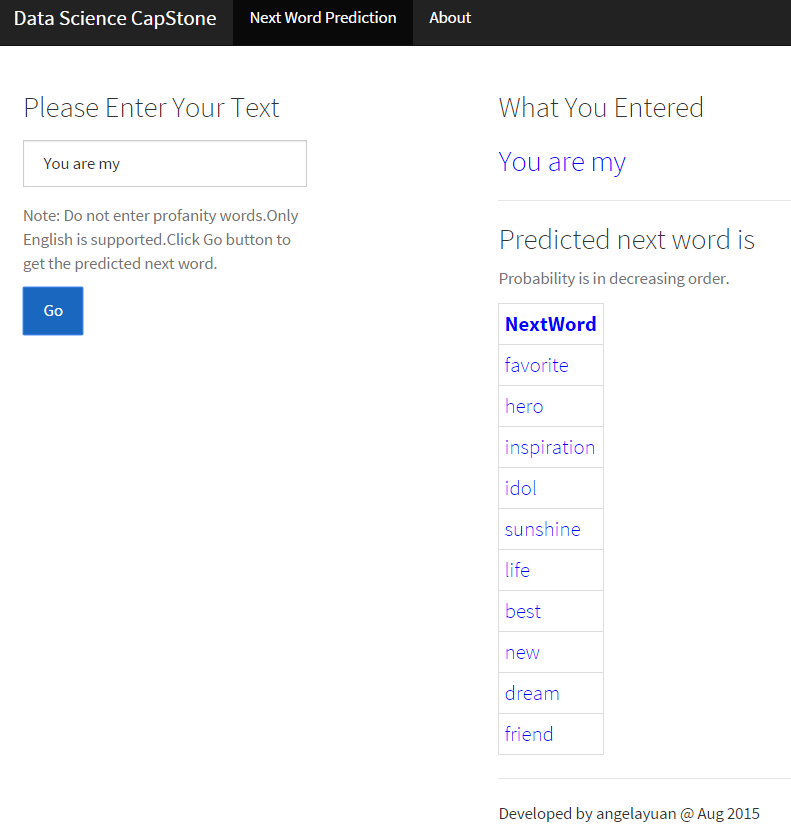 Data Science CapStone Next Word Prediction About
Please Enter Your Text
You are my
Note: Do not enter profanity words.Only
English is supported.Click Go button to
get the predicted next word.
Go
What You Entered
You are my
Predicted next word is
Probability is in decreasing order.
NextWord
favorite
hero
inspiration
idol
sunshine
life
best
new
dream
friend
Developed by angelayuan @ Aug 2015